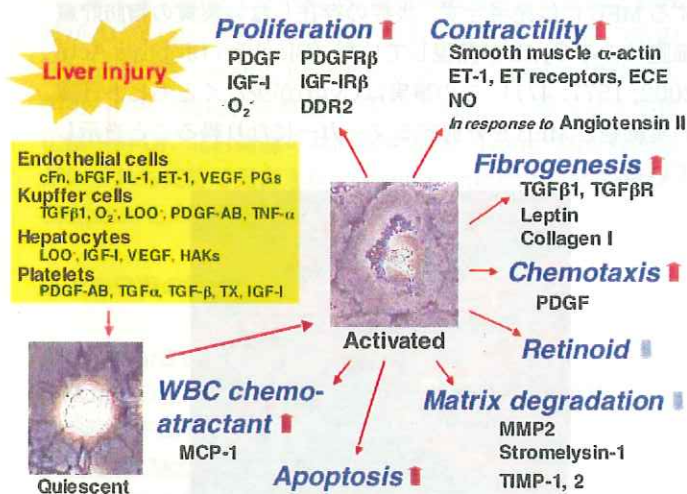 Liver Injury
Proliferation
PDGF PDGFRβ
IGF-I IGF-IRβ
O₂⁻ DDR2
Contractility
Smooth muscle α-actin
ET-1, ET receptors, ECE
NO
In response to Angiotensin II
Endothelial cells
cFn, bFGF, IL-1, ET-1, VEGF, PGs
Kupffer cells
TGFβ1, O₂⁻, LOO⁻, PDGF-AB, TNF-α
Hepatocytes
LOO⁻, IGF-I, VEGF, HAKs
Platelets
PDGF-AB, TGFα, TGF-β, TX, IGF-I
Fibrogenesis
TGFβ1, TGFβR
Leptin
Collagen I
Chemotaxis
PDGF
Activated
Retinoid
WBC chemo-
atractant
MCP-1
Matrix degradation
MMP2
Stromelysin-1
TIMP-1, 2
Apoptosis
Quiescent